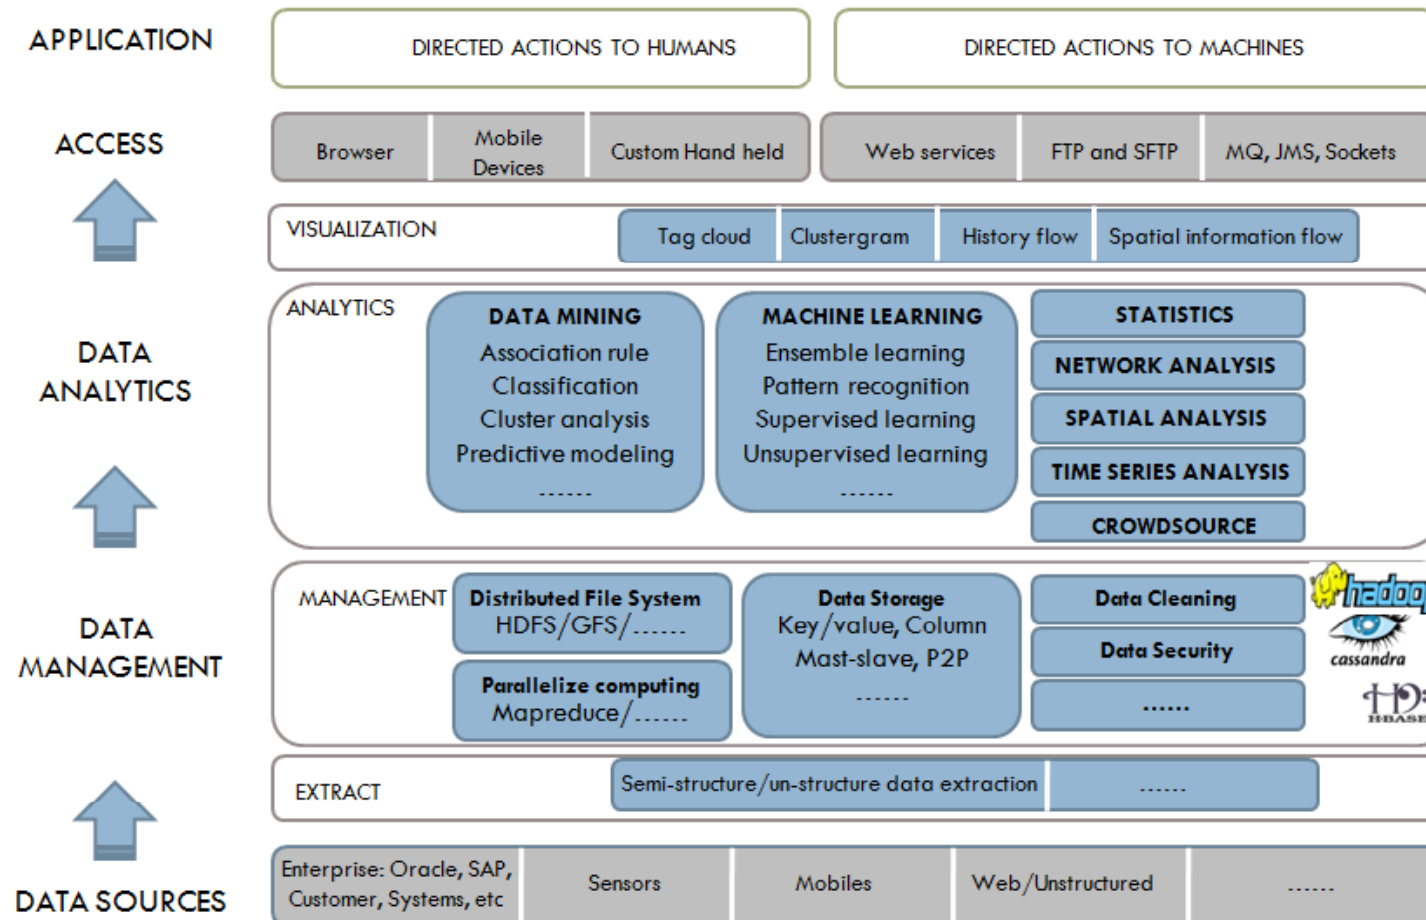 APPLICATION
DIRECTED ACTIONS TO HUMANS
DIRECTED ACTIONS TO MACHINES
ACCESS
Browser
Mobile
Devices
Custom Hand held
Web services
FTP and SFTP
MQ, JMS, Sockets
VISUALIZATION
Tag cloud
Clustergram
History flow
Spatial information flow
DATA
ANALYTICS
ANALYTICS
DATA MINING
Association rule
Classification
Cluster analysis
Predictive modeling
......
MACHINE LEARNING
Ensemble learning
Pattern recognition
Supervised learning
Unsupervised learning
......
STATISTICS
NETWORK ANALYSIS
SPATIAL ANALYSIS
TIME SERIES ANALYSIS
CROWDSOURCE
DATA
MANAGEMENT
MANAGEMENT
Distributed File System
HDFS/GFS/......
Parallelize computing
Mapreduce/......
Data Storage
Key/value, Column
Mast-slave, P2P
......
Data Cleaning
Data Security
......
hadoop
cassandra
HBASE
EXTRACT
Semi-structure/un-structure data extraction
......
DATA SOURCES
Enterprise: Oracle, SAP,
Customer, Systems, etc
Sensors
Mobiles
Web/Unstructured
......